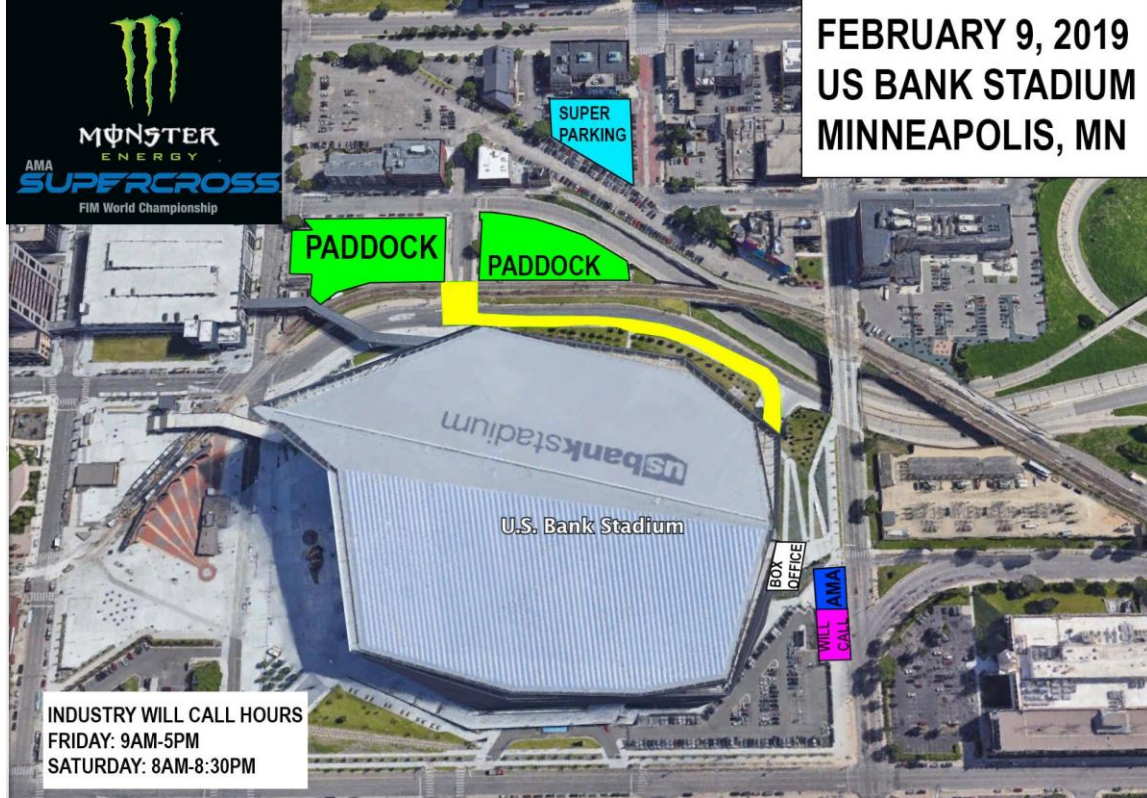 MONSTER
ENERGY
AMA
SUPERCROSS
FIM World Championship
FEBRUARY 9, 2019
US BANK STADIUM
MINNEAPOLIS, MN
SUPER
PARKING
PADDOCK
PADDOCK
usbankstadium
U.S. Bank Stadium
BOX
OFFICE
AMA
WILL
CALL
INDUSTRY WILL CALL HOURS
FRIDAY: 9AM-5PM
SATURDAY: 8AM-8:30PM